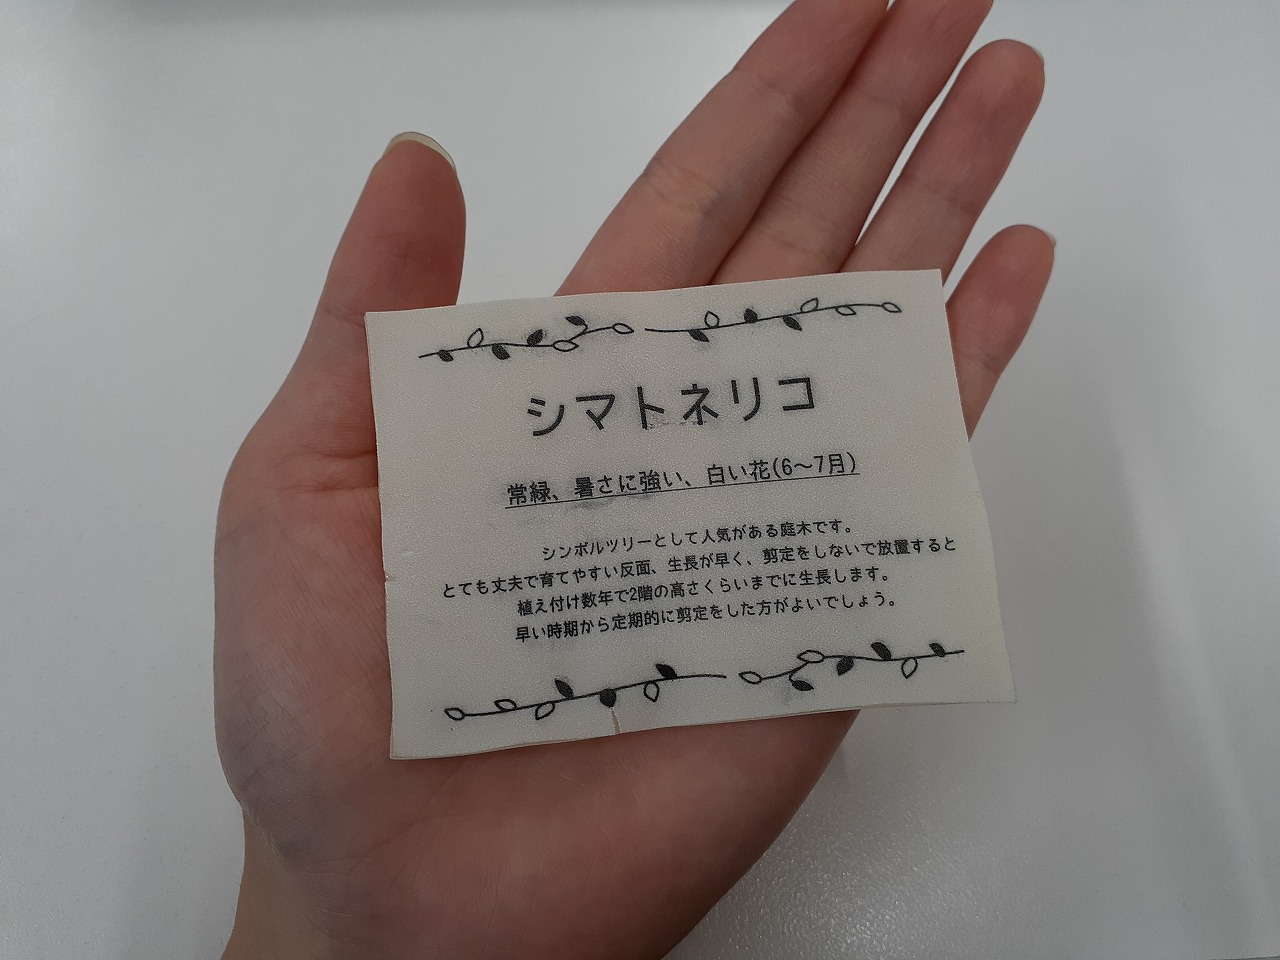 シマトネリコ
常緑、暑さに強い、白い花(6～7月)
シンボルツリーとして人気がある庭木です。
とても丈夫で育てやすい反面、生長が早く、剪定をしないで放置すると
植え付け数年で2階の高さくらいまでに生長します。
早い時期から定期的に剪定をした方がよいでしょう。